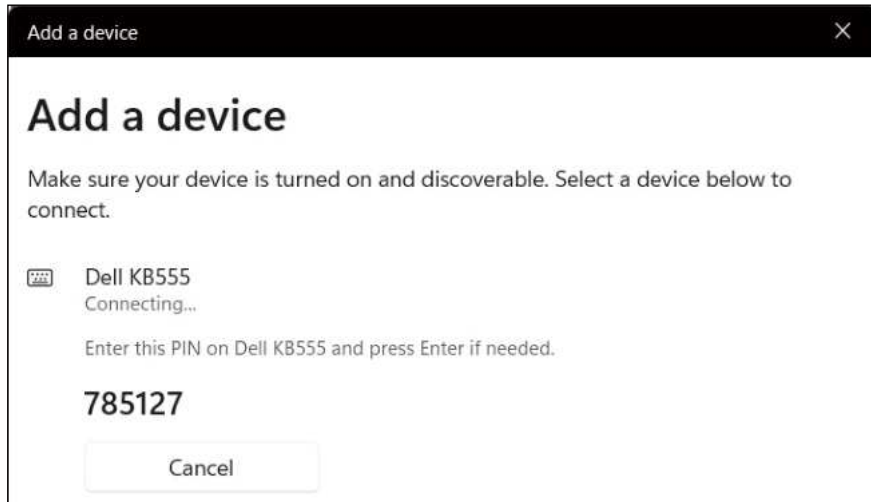 Add a device
Add a device
Make sure your device is turned on and discoverable. Select a device below to
connect.
Dell KB555
Connecting...
Enter this PIN on Dell KB555 and press Enter if needed.
785127
Cancel